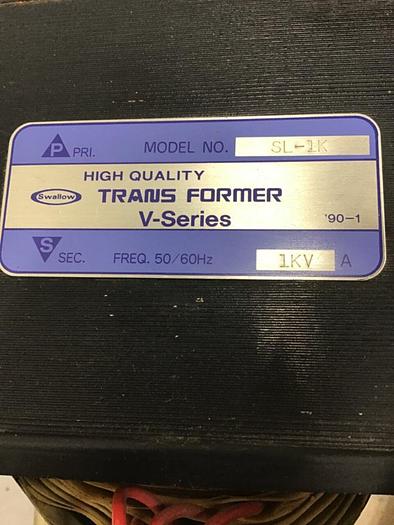 P PRI. MODEL NO. SL-1K
HIGH QUALITY
Swallow TRANS FORMER
V-Series '90-1
S SEC. FREQ. 50/60Hz 1KV A